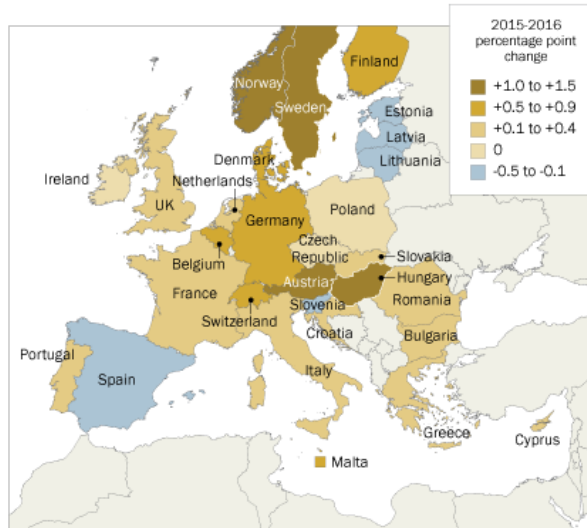 2015-2016
percentage point
change
+1.0 to +1.5
+0.5 to +0.9
+0.1 to +0.4
0
-0.5 to -0.1
Finland
Norway
Sweden
Estonia
Latvia
Lithuania
Denmark
Ireland
Netherlands
UK
Germany
Poland
Czech
Republic
Slovakia
Belgium
Hungary
Austria
France
Slovenia
Romania
Switzerland
Croatia
Bulgaria
Portugal
Spain
Italy
Greece
Cyprus
Malta